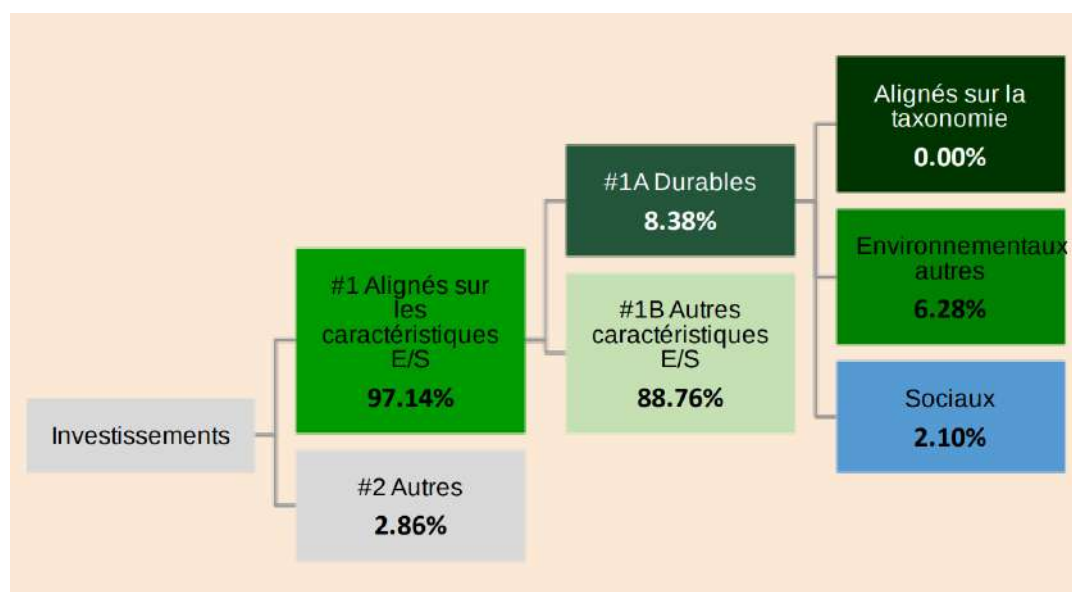 Investissements
#1 Alignés sur
les
caractéristiques
E/S
97.14%
#2 Autres
2.86%
#1A Durables
8.38%
#1B Autres
caractéristiques
E/S
88.76%
Alignés sur la
taxonomie
0.00%
Environnementaux
autres
6.28%
Sociaux
2.10%